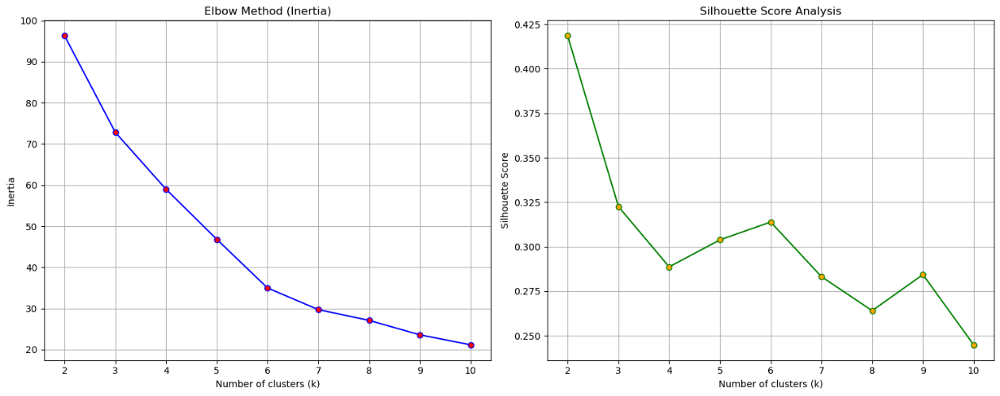 Elbow Method (Inertia)
100
90
80
70
60
50
40
30
20
Inertia
2 3 4 5 6 7 8 9 10
Number of clusters (k)
Silhouette Score Analysis
0.425
0.400
0.375
0.350
0.325
0.300
0.275
0.250
Silhouette Score
2 3 4 5 6 7 8 9 10
Number of clusters (k)